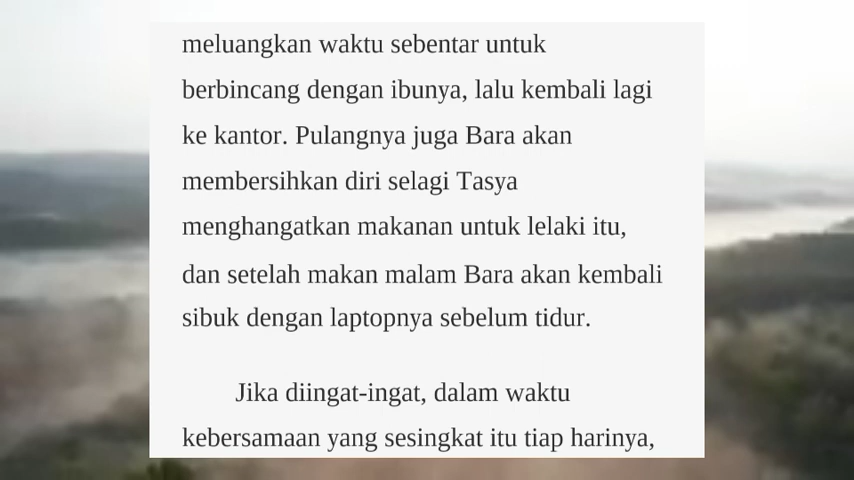 meluangkan waktu sebentar untuk
berbincang dengan ibunya, lalu kembali lagi
ke kantor. Pulangnya juga Bara akan
membersihkan diri selagi Tasya
menghangatkan makanan untuk lelaki itu,
dan setelah makan malam Bara akan kembali
sibuk dengan laptopnya sebelum tidur.
Jika diingat-ingat, dalam waktu
kebersamaan yang sesingkat itu tiap harinya,